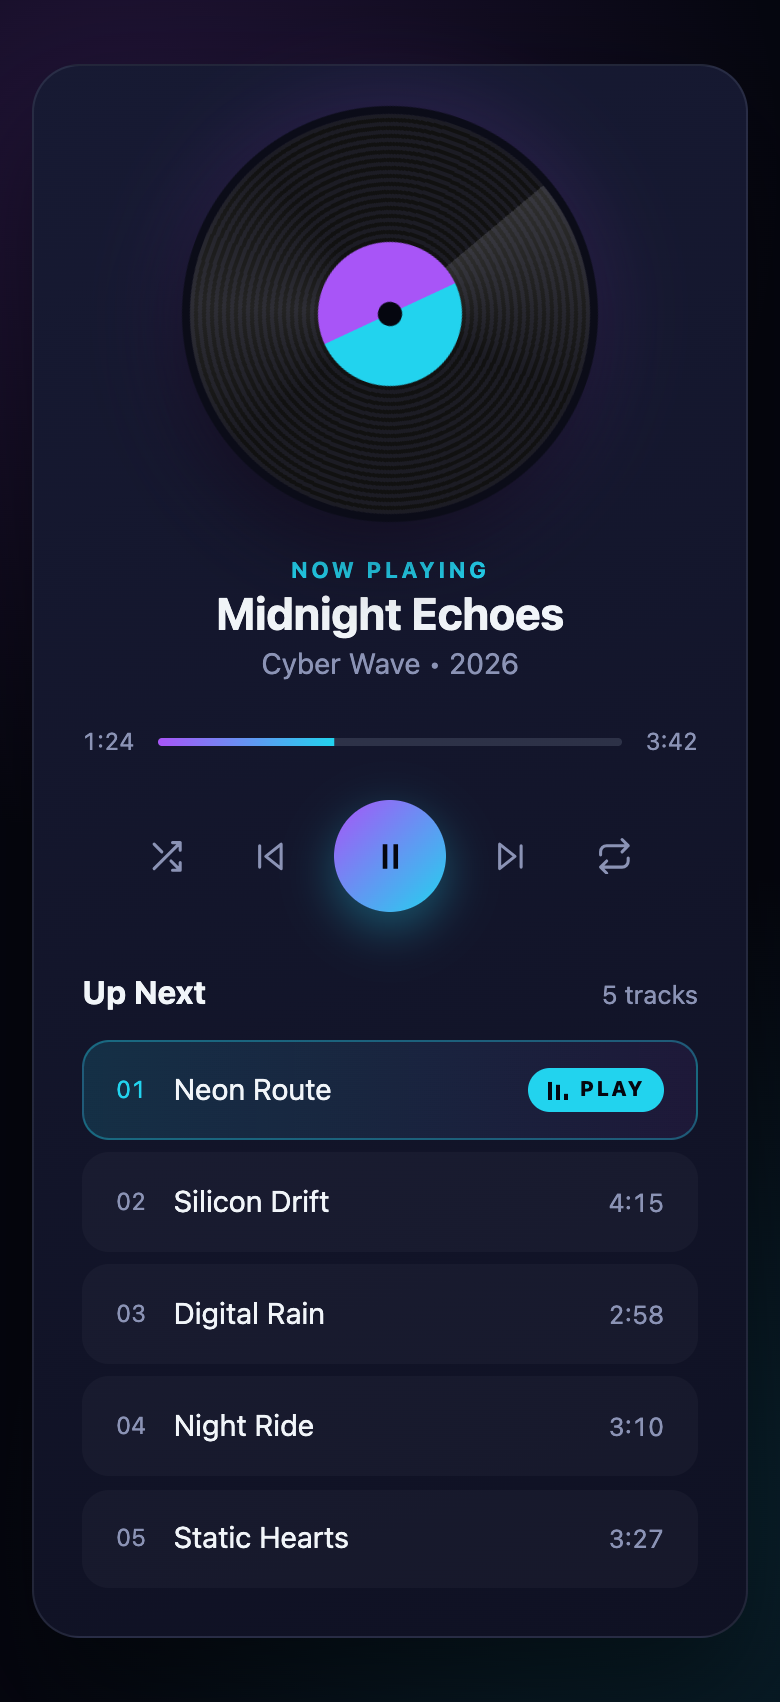 NOW PLAYING
Midnight Echoes
Cyber Wave • 2026
1:24 3:42
Up Next 5 tracks
01 Neon Route PLAY
02 Silicon Drift 4:15
03 Digital Rain 2:58
04 Night Ride 3:10
05 Static Hearts 3:27